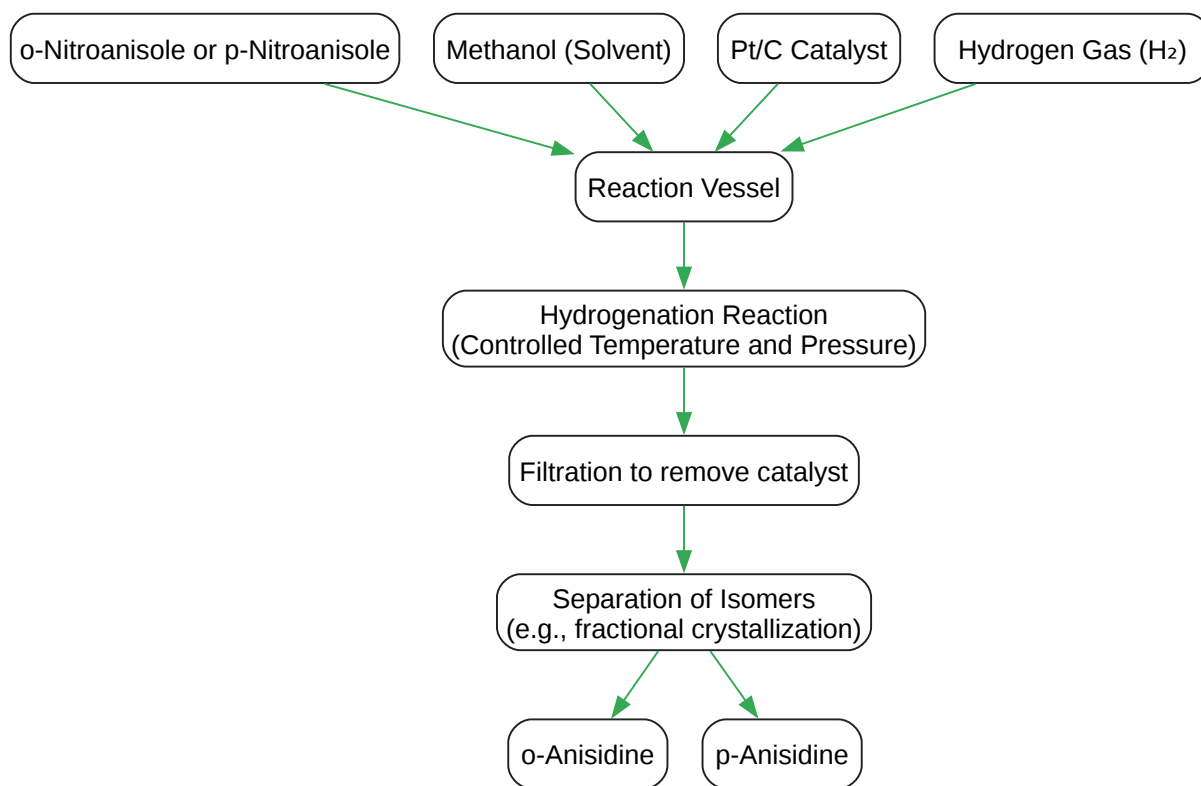 o-Nitroanisole or p-Nitroanisole
Methanol (Solvent)
Pt/C Catalyst
Hydrogen Gas (H₂)
Reaction Vessel
Hydrogenation Reaction
(Controlled Temperature and Pressure)
Filtration to remove catalyst
Separation of Isomers
(e.g., fractional crystallization)
o-Anisidine
p-Anisidine